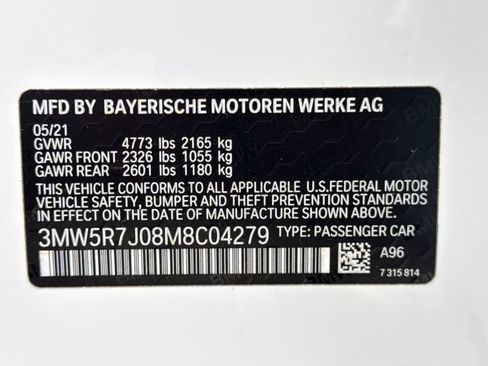 MFD BY BAYERISCHE MOTOREN WERKE AG
05/21
GVWR 4773 lbs 2165 kg
GAWR FRONT 2326 lbs 1055 kg
GAWR REAR 2601 lbs 1180 kg
THIS VEHICLE CONFORMS TO ALL APPLICABLE U.S.FEDERAL MOTOR
VEHICLE SAFETY, BUMPER AND THEFT PREVENTION STANDARDS
IN EFFECT ON THE DATE OF MANUFACTURE SHOWN ABOVE.
3MW5R7J08M8C04279 TYPE: PASSENGER CAR
A96
7 315 814